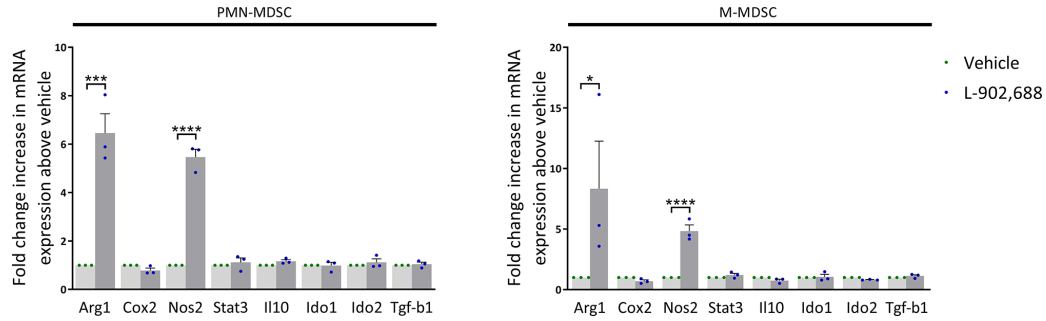 PMN-MDSC
Fold change increase in mRNA
expression above vehicle
10
8
6
4
2
0
***
****
Arg1 Cox2 Nos2 Stat3 Il10 Ido1 Ido2 Tgf-b1
M-MDSC
Fold change increase in mRNA
expression above vehicle
20
15
10
5
0
*
****
Arg1 Cox2 Nos2 Stat3 Il10 Ido1 Ido2 Tgf-b1
Vehicle
L-902,688